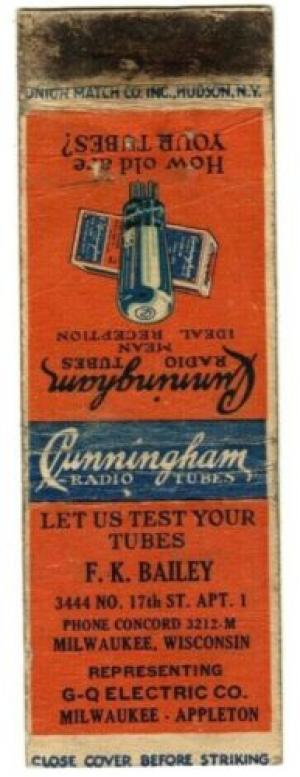 UNION MATCH CO. INC., HUDSON, N.Y.
How old are
YOUR TUBES?
Cunningham
RADIO
TUBES
MEAN
IDEAL RECEPTION
Cunningham
RADIO TUBES
LET US TEST YOUR
TUBES
F. K. BAILEY
3444 NO. 17th ST. APT. 1
PHONE CONCORD 3212-M
MILWAUKEE, WISCONSIN
REPRESENTING
G-Q ELECTRIC CO.
MILWAUKEE - APPLETON
CLOSE COVER BEFORE STRIKING